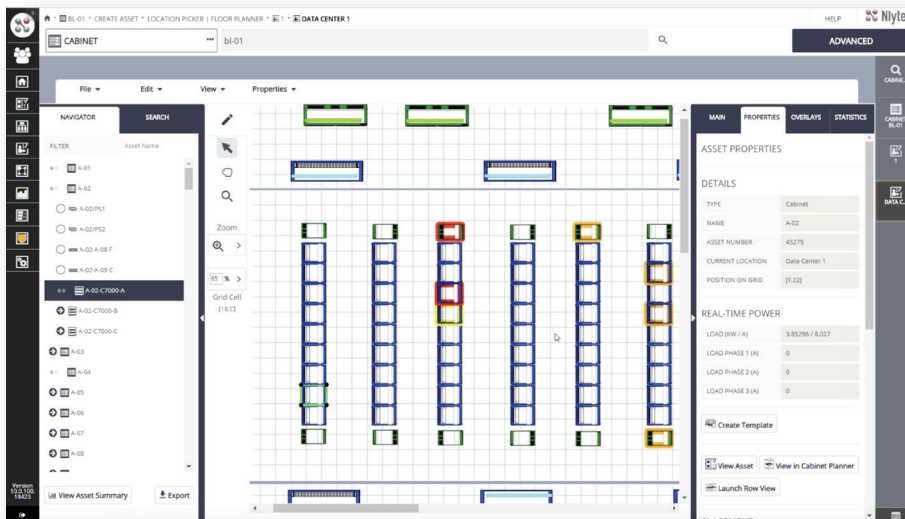 BL-01 • CREATE ASSET • LOCATION PICKER | FLOOR PLANNER • 1 • DATA CENTER 1
HELP
Nlyte
CABINET
bl-01
ADVANCED
File Edit View Properties
CABINE..
CABINET BL-01
1
DATA C..
NAVIGATOR SEARCH
FILTER Asset Name
A-01
A-02
A-02/PS1
A-02/PS2
A-02-A-08 F
A-02-A-09 C
A-02-C7000-A
A-02-C7000-B
A-02-C7000-C
A-03
A-04
A-05
A-06
A-07
A-08
View Asset Summary Export
Version
10.0.100.
19423
Zoom
65 %
Grid Cell
[18,C]
MAIN PROPERTIES OVERLAYS STATISTICS
ASSET PROPERTIES
DETAILS
TYPE Cabinet
NAME A-02
ASSET NUMBER 45275
CURRENT LOCATION Data Center 1
POSITION ON GRID [F,22]
REAL-TIME POWER
LOAD (KW / A) 3.85296 / 8.027
LOAD PHASE 1 (A) 0
LOAD PHASE 2 (A) 0
LOAD PHASE 3 (A) 0
Create Template
View Asset View in Cabinet Planner
Launch Row View